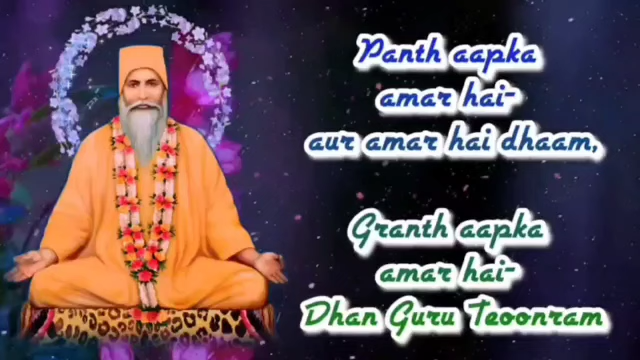 Panth aapka
amar hai-
aur amar hai dhaam,
Granth aapka
amar hai-
Dhan Guru Teoonram